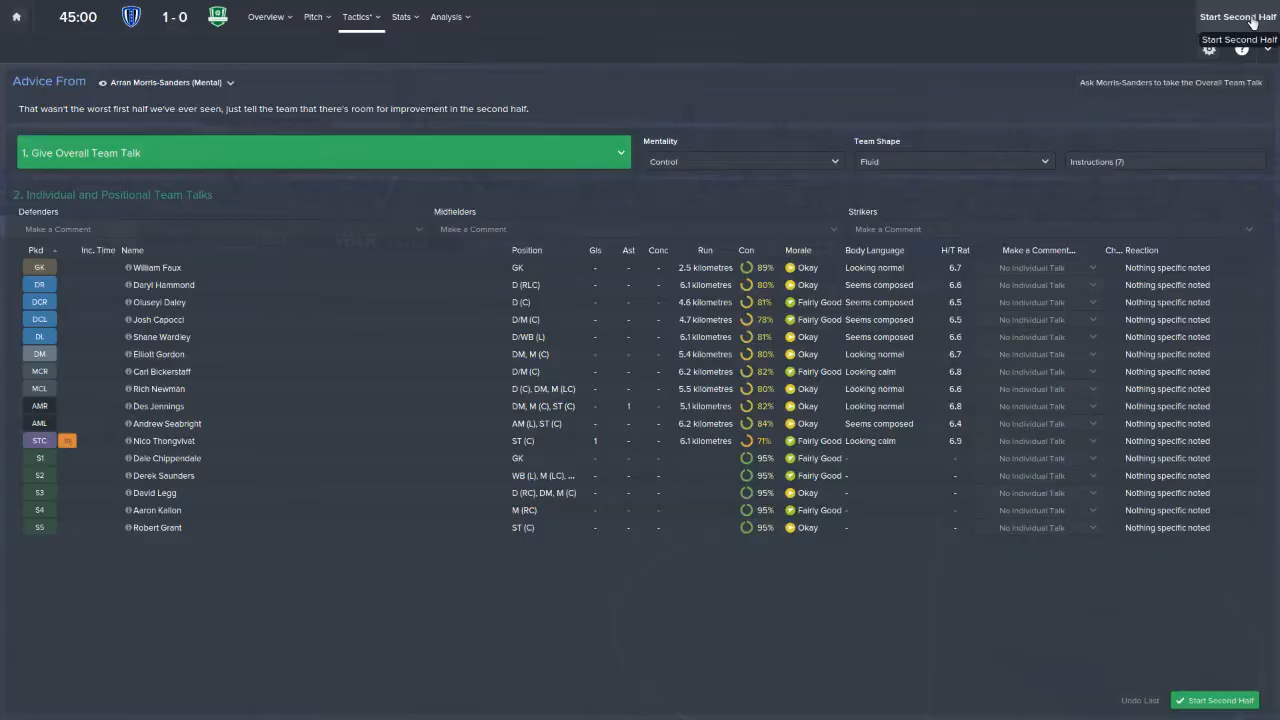 45:00 1 - 0 Overview Pitch Tactics* Stats Analysis Start Second Half
Start Second Half
Advice From Arran Morris-Sanders (Mental) Ask Morris-Sanders to take the Overall Team Talk
That wasn't the worst first half we've ever seen, just tell the team that there's room for improvement in the second half.
Mentality Team Shape
1. Give Overall Team Talk Control Fluid Instructions (7)
2. Individual and Positional Team Talks
Defenders Midfielders Strikers
Make a Comment Make a Comment Make a Comment
Pkd Inc. Time Name Position Gls Ast Conc Run Con Morale Body Language H/T Rat Make a Comment... Ch... Reaction
GK William Faux GK - - - 2.5 kilometres 89% Okay Looking normal 6.7 No Individual Talk Nothing specific noted
DR Daryl Hammond D (RLC) - - - 6.1 kilometres 80% Okay Seems composed 6.6 No Individual Talk Nothing specific noted
DCR Oluseyi Daley D (C) - - - 4.6 kilometres 81% Fairly Good Seems composed 6.5 No Individual Talk Nothing specific noted
DCL Josh Capocci D/M (C) - - - 4.7 kilometres 78% Fairly Good Seems composed 6.5 No Individual Talk Nothing specific noted
DL Shane Wardley D/WB (L) - - - 6.1 kilometres 81% Okay Seems composed 6.6 No Individual Talk Nothing specific noted
DM Elliott Gordon DM, M (C) - - - 5.4 kilometres 80% Okay Looking normal 6.7 No Individual Talk Nothing specific noted
MCR Carl Bickerstaff D/M (C) - - - 6.2 kilometres 82% Fairly Good Looking calm 6.8 No Individual Talk Nothing specific noted
MCL Rich Newman D (C), DM, M (LC) - - - 5.5 kilometres 80% Okay Looking normal 6.6 No Individual Talk Nothing specific noted
AMR Des Jennings DM, M (C), ST (C) - 1 - 5.1 kilometres 82% Okay Looking normal 6.8 No Individual Talk Nothing specific noted
AML Andrew Seabright AM (L), ST (C) - - - 6.2 kilometres 84% Okay Seems composed 6.4 No Individual Talk Nothing specific noted
STC Inj Nico Thongvivat ST (C) 1 - - 6.1 kilometres 71% Fairly Good Looking calm 6.9 No Individual Talk Nothing specific noted
S1 Dale Chippendale GK - - - 95% Fairly Good - - No Individual Talk Nothing specific noted
S2 Derek Saunders WB (L), M (LC), ... - - - 95% Fairly Good - - No Individual Talk Nothing specific noted
S3 David Legg D (RC), DM, M (C) - - - 95% Okay - - No Individual Talk Nothing specific noted
S4 Aaron Kallon M (RC) - - - 95% Fairly Good - - No Individual Talk Nothing specific noted
S5 Robert Grant ST (C) - - - 95% Okay - - No Individual Talk Nothing specific noted
Undo Last Start Second Half